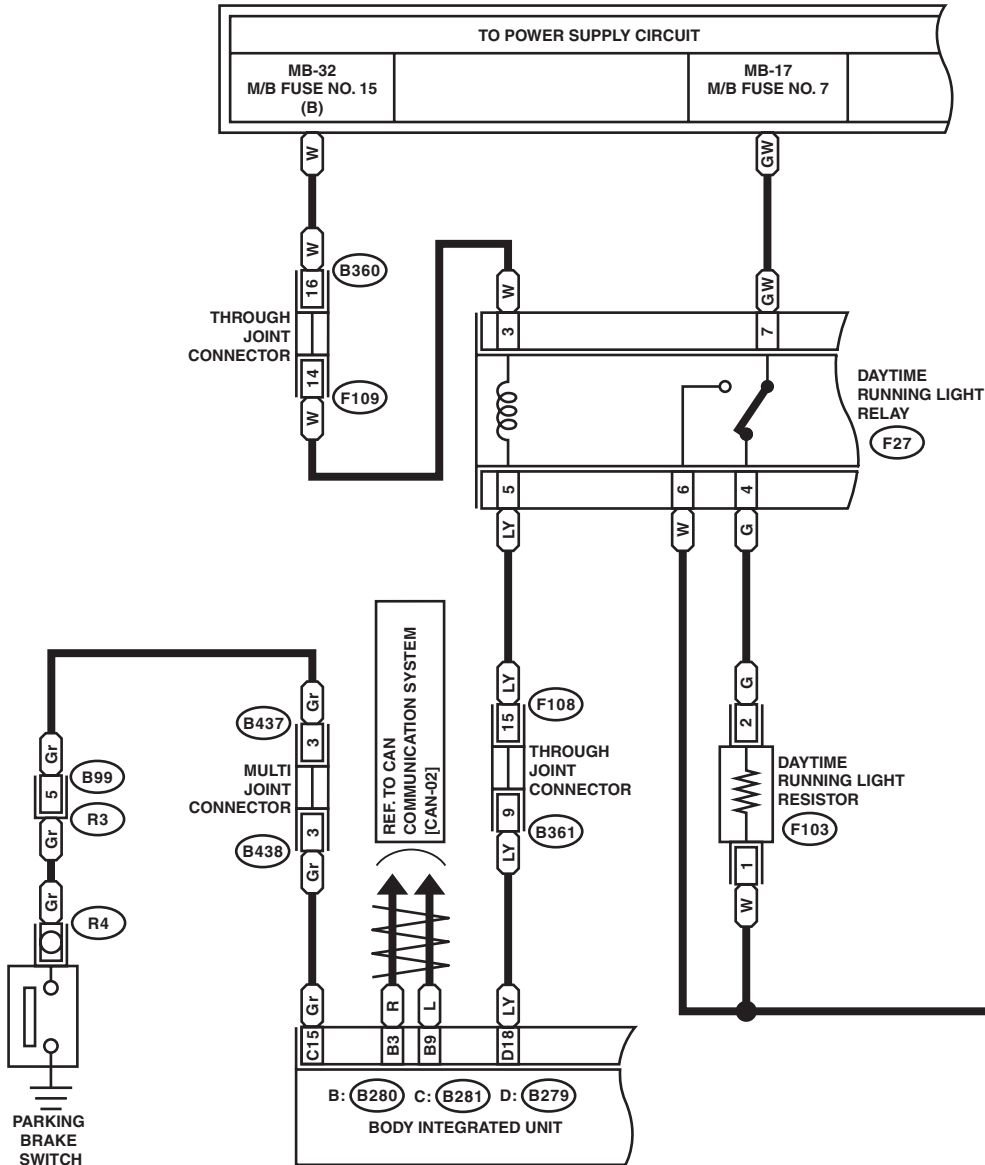 TO POWER SUPPLY CIRCUIT
MB-32
M/B FUSE NO. 15
(B)
MB-17
M/B FUSE NO. 7
W
GW
W
16
B360
THROUGH
JOINT
CONNECTOR
14
F109
W
W
3
GW
7
DAYTIME
RUNNING LIGHT
RELAY
F27
5
6
4
LY
W
G
REF. TO CAN
COMMUNICATION SYSTEM
[CAN-02]
Gr
B437
3
MULTI
JOINT
CONNECTOR
3
B438
Gr
LY
F108
15
THROUGH
JOINT
CONNECTOR
9
B361
LY
G
2
DAYTIME
RUNNING LIGHT
RESISTOR
F103
1
W
Gr
B99
5
R3
Gr
Gr
R4
PARKING
BRAKE
SWITCH
Gr
R
L
LY
C15
B3
B9
D18
B: B280 C: B281 D: B279
BODY INTEGRATED UNIT